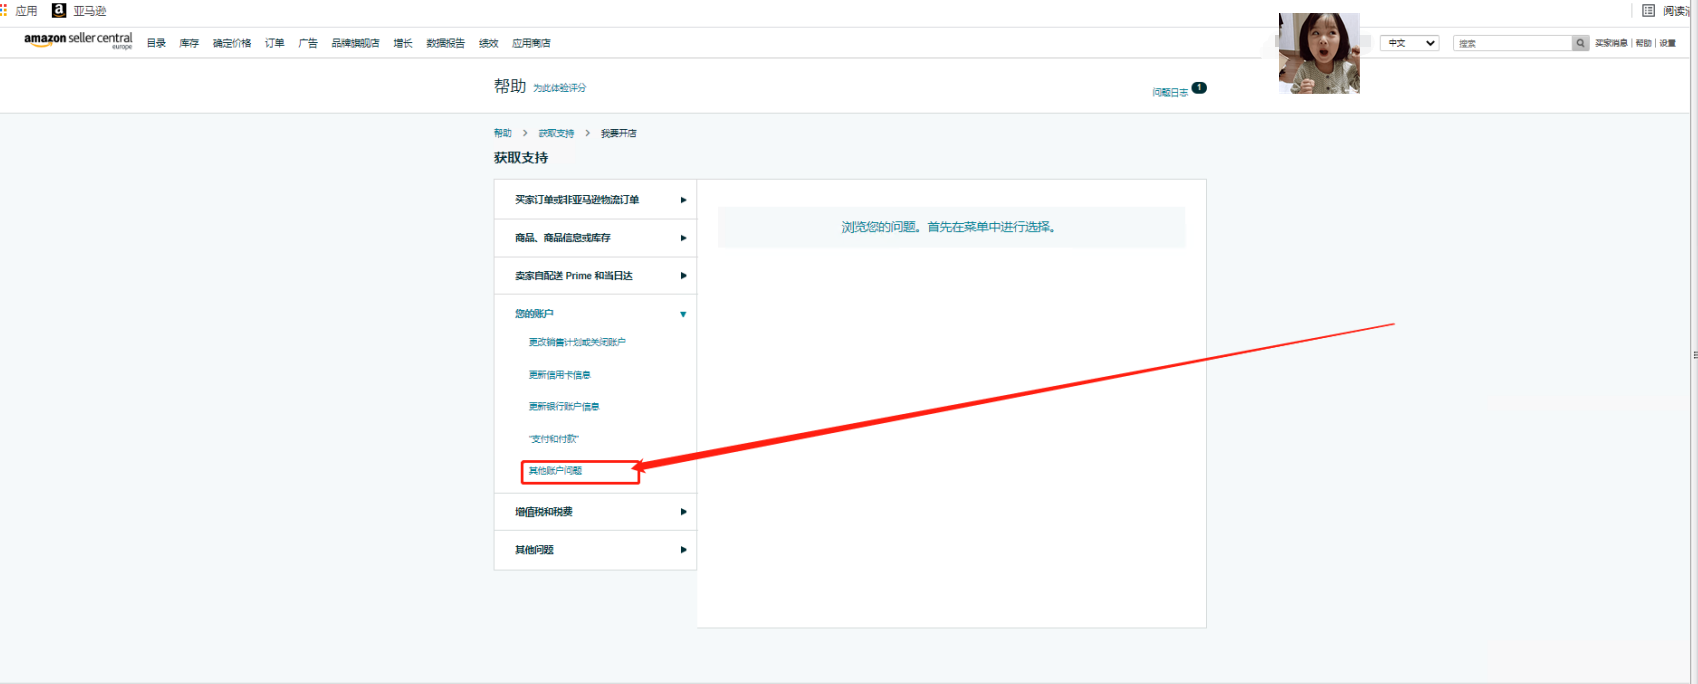 应用 亚马逊 阅读清
amazon seller central
europe
目录 库存 确定价格 订单 广告 品牌旗舰店 增长 数据报告 绩效 应用商店 中文 搜索 买家消息 | 帮助 | 设置
帮助 为此体验评分 问题日志 1
帮助 > 获取支持 > 我要开店
获取支持
买家订单或非亚马逊物流订单
浏览您的问题。首先在菜单中进行选择。
商品、商品信息或库存
卖家自配送 Prime 和当日达
您的账户
更改销售计划或关闭账户
更新信用卡信息
更新银行账户信息
"支付和付款"
其他账户问题
增值税和税费
其他问题